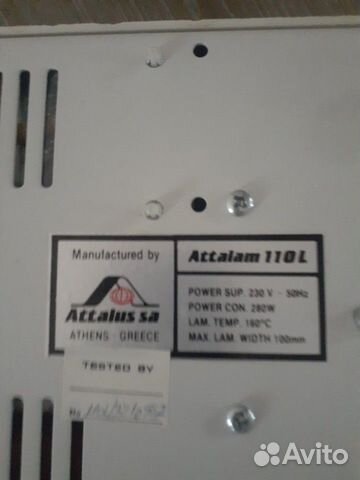 Manufactured by
Attalus sa
ATHENS · GREECE
Attalam 110L
POWER SUP. 230 V · 50Hz
POWER CON. 280W
LAM. TEMP. 160°C
MAX. LAM. WIDTH 100mm
TESTED BY
No.
Avito